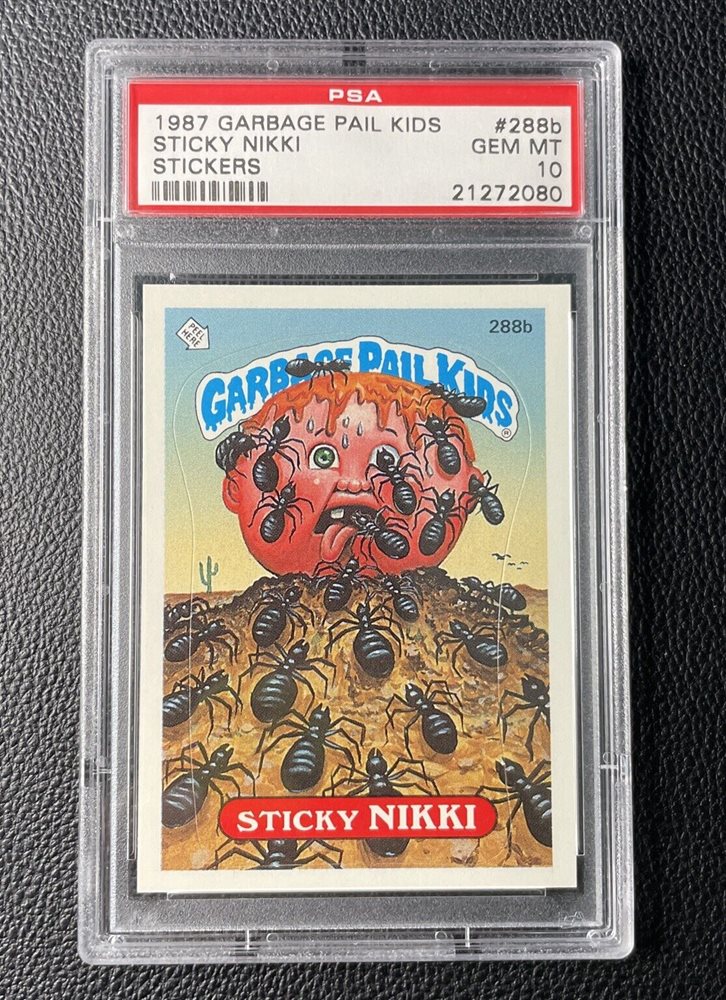 PSA
1987 GARBAGE PAIL KIDS #288b
STICKY NIKKI GEM MT
STICKERS 10
21272080
PEEL HERE
288b
GARBAGE PAIL KIDS
®
STICKY NIKKI